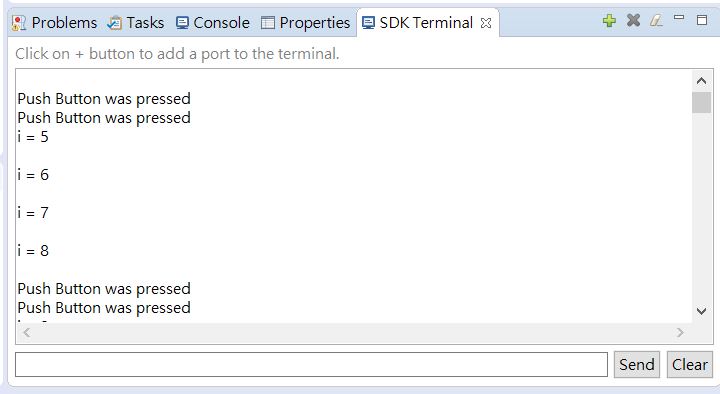 Problems Tasks Console Properties SDK Terminal
Click on + button to add a port to the terminal.
Push Button was pressed
Push Button was pressed
i = 5
i = 6
i = 7
i = 8
Push Button was pressed
Push Button was pressed
Send Clear